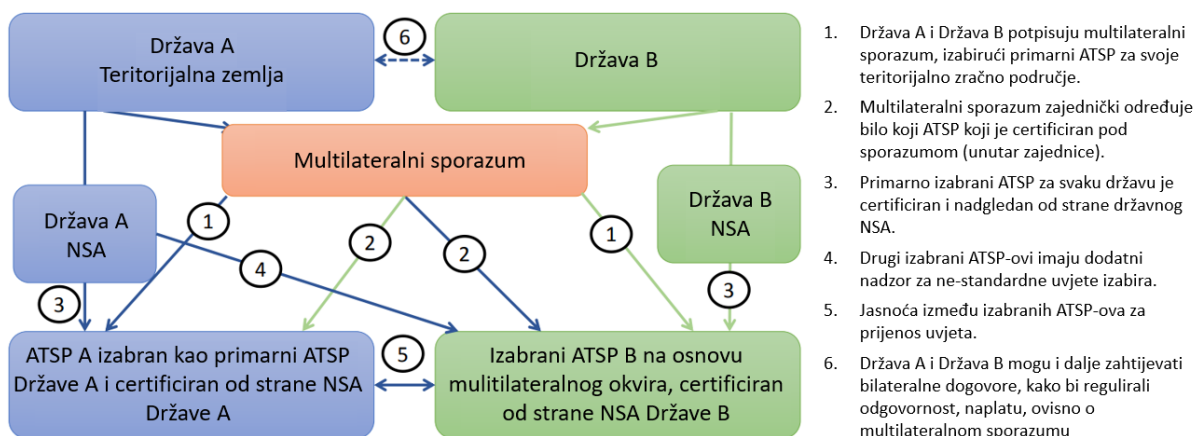 Država A
Teritorijalna zemlja
6
Država B
Multilateralni sporazum
Država A
NSA
Država B
NSA
1
2
2
1
4
3
3
ATSP A izabran kao primarni ATSP
Države A i certificiran od strane NSA
Države A
5
Izabrani ATSP B na osnovu
mulitilateralnog okvira, certificiran
od strane NSA Države B
1. Država A i Država B potpisuju multilateralni
sporazum, izabirući primarni ATSP za svoje
teritorijalno zračno područje.
2. Multilateralni sporazum zajednički određuje
bilo koji ATSP koji je certificiran pod
sporazumom (unutar zajednice).
3. Primarno izabrani ATSP za svaku državu je
certificiran i nadgledan od strane državnog
NSA.
4. Drugi izabrani ATSP-ovi imaju dodatni
nadzor za ne-standardne uvjete izabira.
5. Jasnoća između izabranih ATSP-ova za
prijenos uvjeta.
6. Država A i Država B mogu i dalje zahtijevati
bilateralne dogovore, kako bi regulirali
odgovornost, naplatu, ovisno o
multilateralnom sporazumu